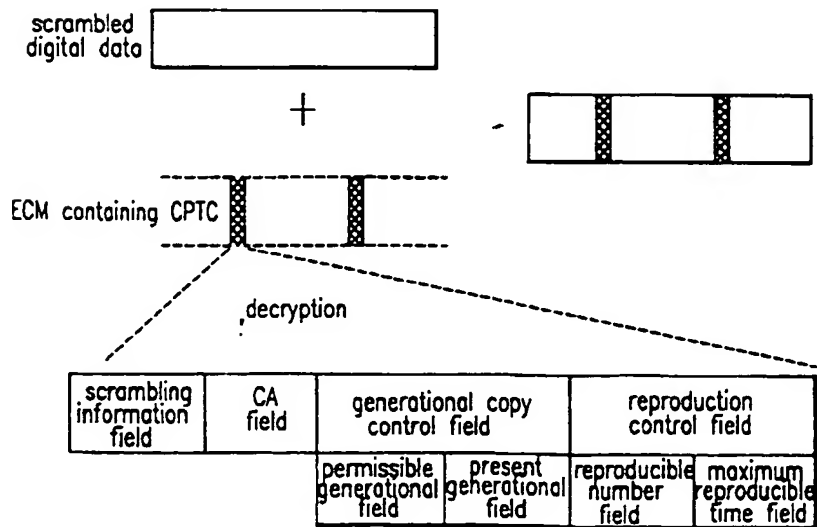 scrambled
digital data
+
ECM containing CPTC
decryption
scrambling
information
field
CA
field
generational copy
control field
reproduction
control field
permissible
generational field
present
generational field
reproducible
number
field
maximum
reproducible
time field